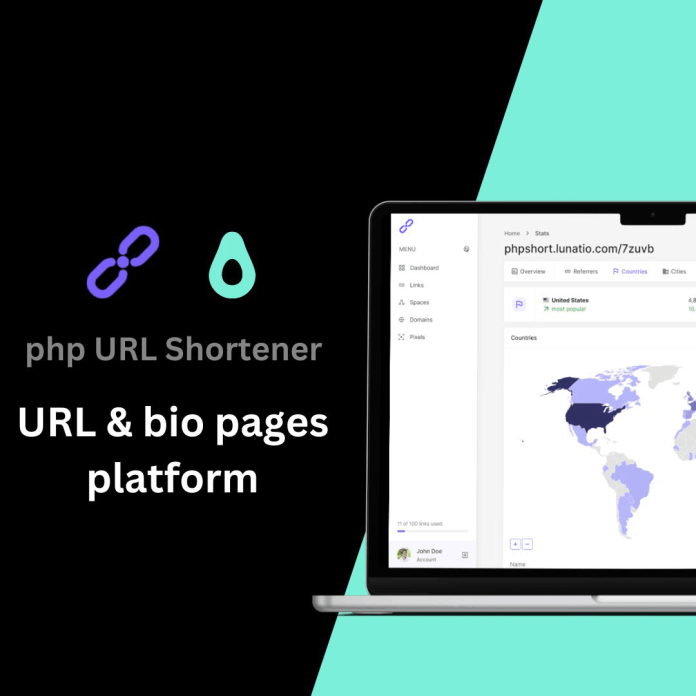 php URL Shortener
URL & bio pages
platform
MENU
Dashboard
Links
Spaces
Domains
Pixels
11 of 100 links used.
John Doe
Account
Home > Stats
phpshort.lunatio.com/7zuvb
Overview Referrers Countries Cities
United States
most popular
Countries
+ −
Name